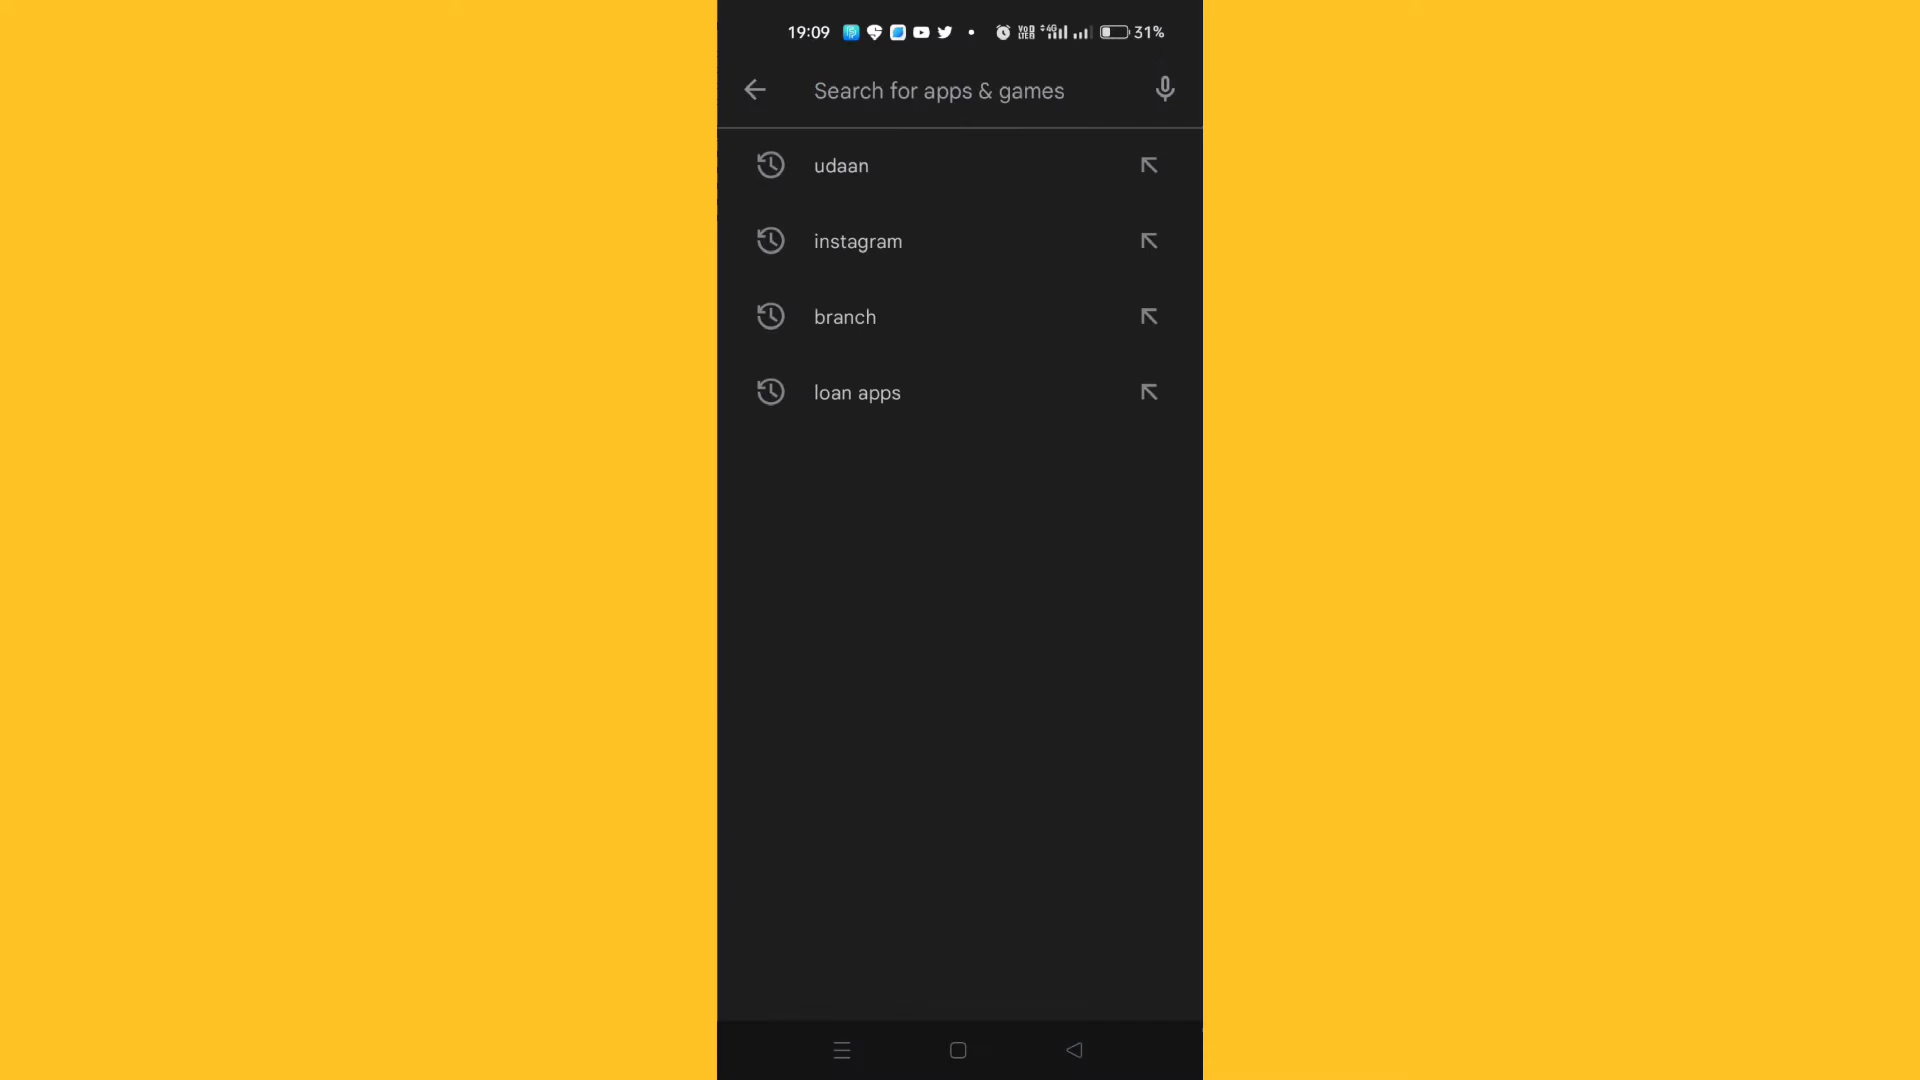 19:09 31%
Search for apps & games
udaan
instagram
branch
loan apps